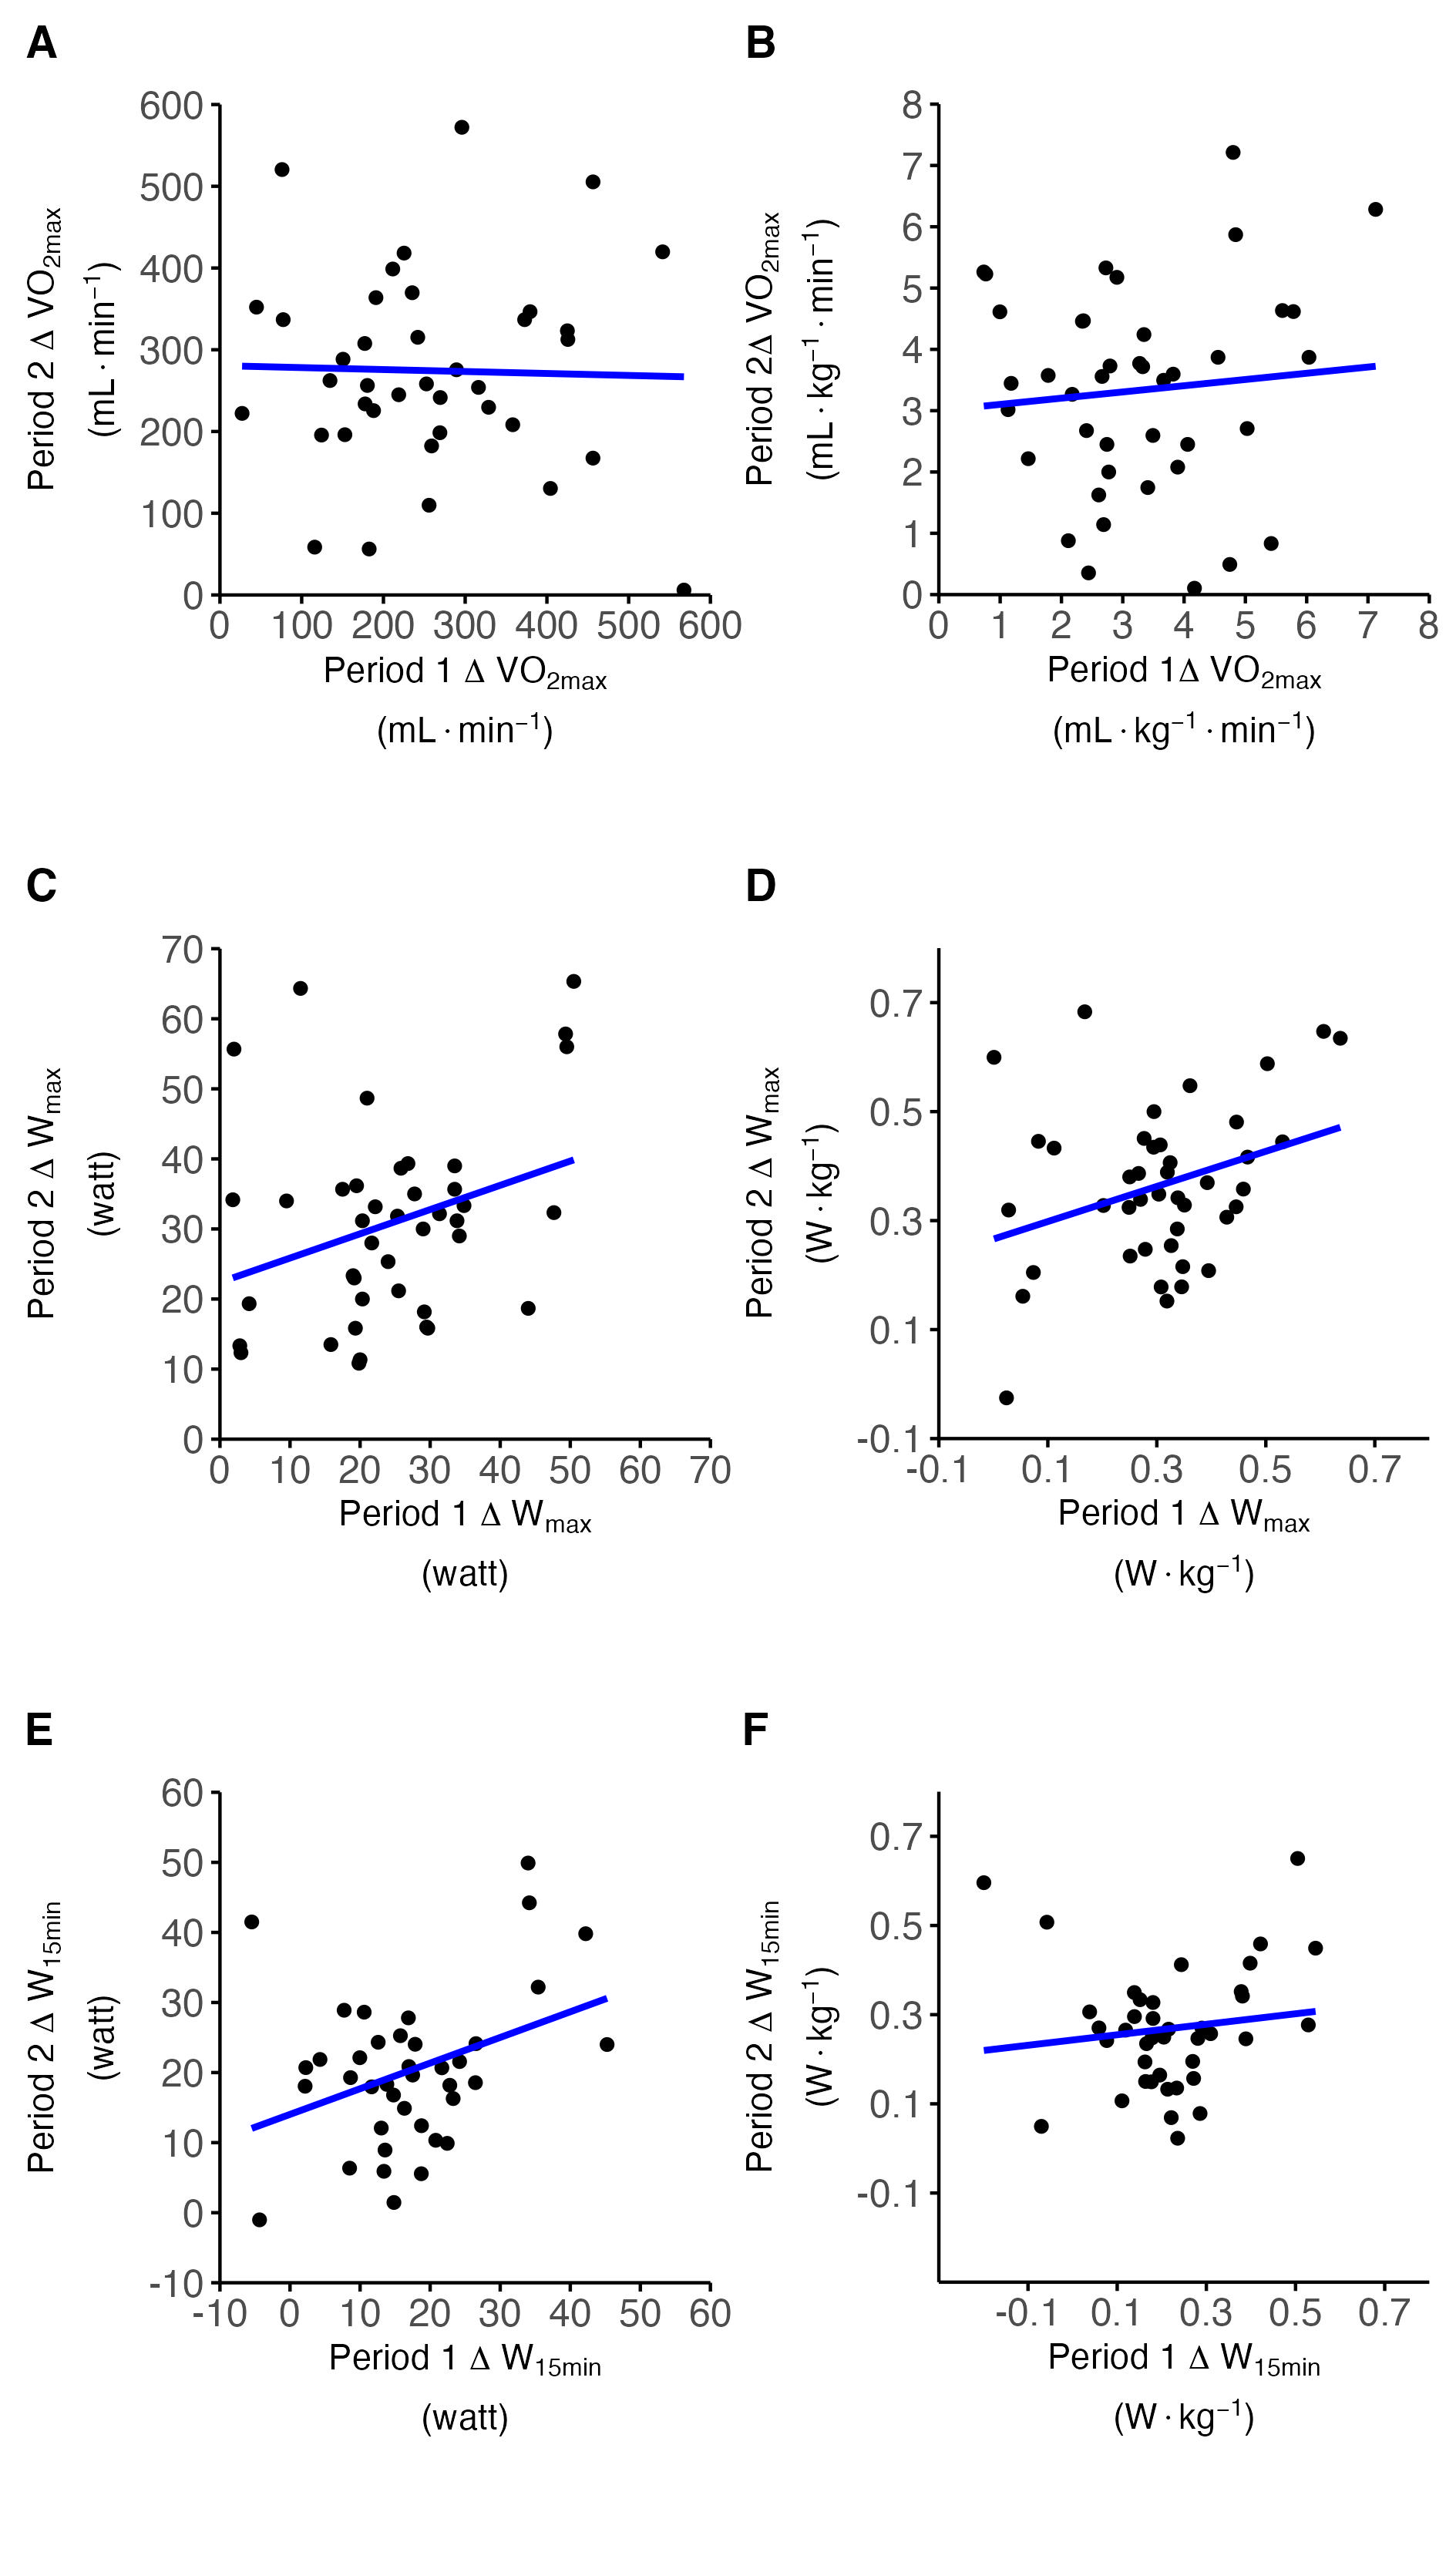 A
600
500
400
300
200
100
0
Period 2 Δ VO2max
(mL · min−1)
0 100 200 300 400 500 600
Period 1 Δ VO2max
(mL · min−1)
B
8
7
6
5
4
3
2
1
0
Period 2Δ VO2max
(mL · kg−1 · min−1)
0 1 2 3 4 5 6 7 8
Period 1Δ VO2max
(mL · kg−1 · min−1)
C
70
60
50
40
30
20
10
0
Period 2 Δ Wmax
(watt)
0 10 20 30 40 50 60 70
Period 1 Δ Wmax
(watt)
D
0.7
0.5
0.3
0.1
-0.1
Period 2 Δ Wmax
(W · kg−1)
-0.1 0.1 0.3 0.5 0.7
Period 1 Δ Wmax
(W · kg−1)
E
60
50
40
30
20
10
0
-10
Period 2 Δ W15min
(watt)
-10 0 10 20 30 40 50 60
Period 1 Δ W15min
(watt)
F
0.7
0.5
0.3
0.1
-0.1
Period 2 Δ W15min
(W · kg−1)
-0.1 0.1 0.3 0.5 0.7
Period 1 Δ W15min
(W · kg−1)